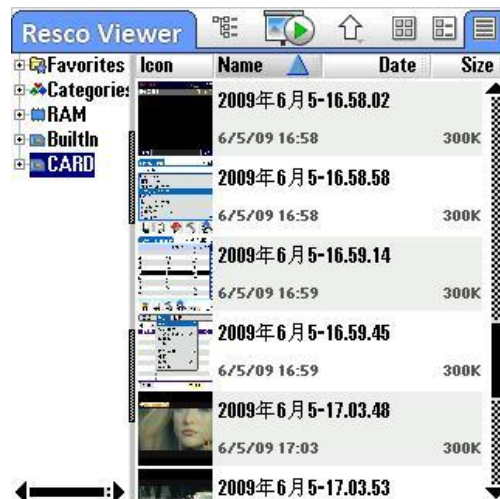 Resco Viewer
Favorites
Categories
RAM
BuiltIn
CARD
Icon Name Date Size
2009年6月5-16.58.02
6/5/09 16:58 300K
2009年6月5-16.58.58
6/5/09 16:58 300K
2009年6月5-16.59.14
6/5/09 16:59 300K
2009年6月5-16.59.45
6/5/09 16:59 300K
2009年6月5-17.03.48
6/5/09 17:03 300K
2009年6月5-17.03.53